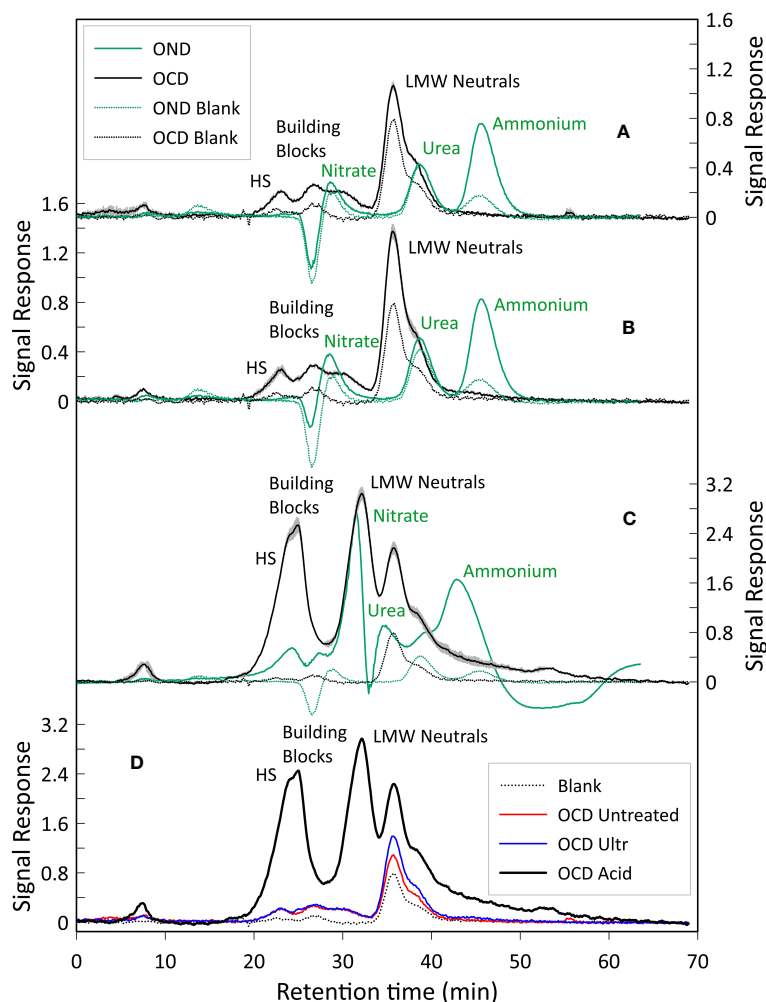 OND
OCD
OND Blank
OCD Blank
1.6
1.2
0.8
0.4
0
Signal Response
LMW Neutrals
Ammonium
A
Building
Blocks
Nitrate
Urea
HS
1.6
1.2
0.8
0.4
0
Signal Response
LMW Neutrals
Ammonium
B
Building
Blocks
Nitrate
Urea
HS
3.2
2.4
1.6
0.8
0
Signal Response
Building
Blocks
LMW Neutrals
Nitrate
C
HS
Ammonium
Urea
3.2
2.4
1.6
0.8
0
Signal Response
D
Building
Blocks
LMW Neutrals
HS
Blank
OCD Untreated
OCD Ultr
OCD Acid
0 10 20 30 40 50 60 70
Retention time (min)